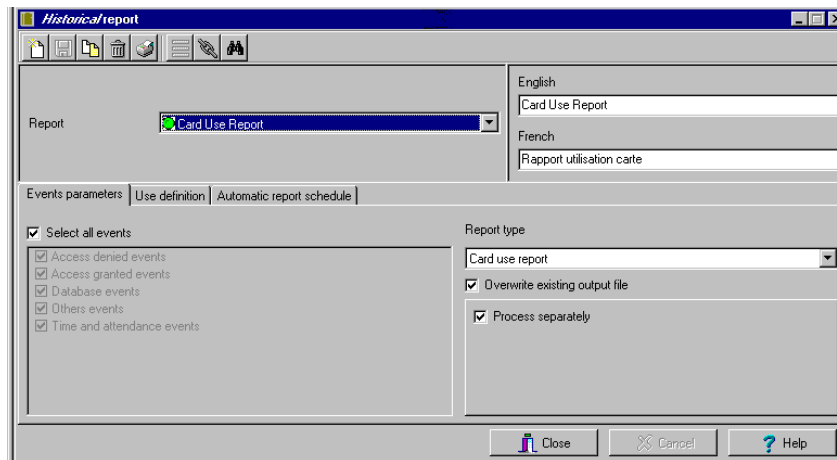 Historical report
English
Card Use Report
Report
Card Use Report
French
Rapport utilisation carte
Events parameters
Use definition
Automatic report schedule
Select all events
Access denied events
Access granted events
Database events
Others events
Time and attendance events
Report type
Card use report
Overwrite existing output file
Process separately
Close
Cancel
Help